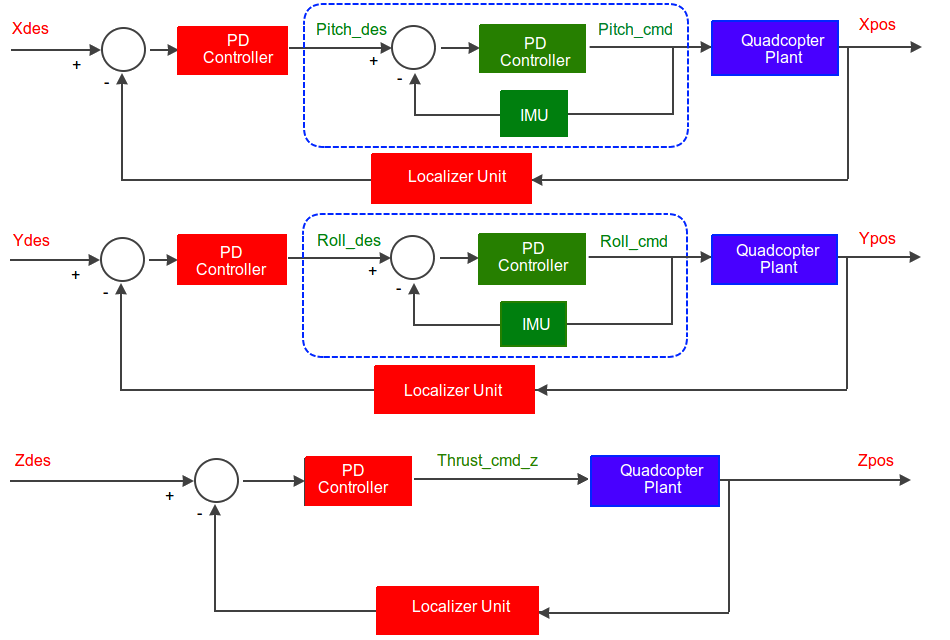 Xdes
+
-
PD
Controller
Pitch_des
+
-
PD
Controller
Pitch_cmd
IMU
Quadcopter
Plant
Xpos
Localizer Unit
Ydes
+
-
PD
Controller
Roll_des
+
-
PD
Controller
Roll_cmd
IMU
Quadcopter
Plant
Ypos
Localizer Unit
Zdes
+
-
PD
Controller
Thrust_cmd_z
Quadcopter
Plant
Zpos
Localizer Unit